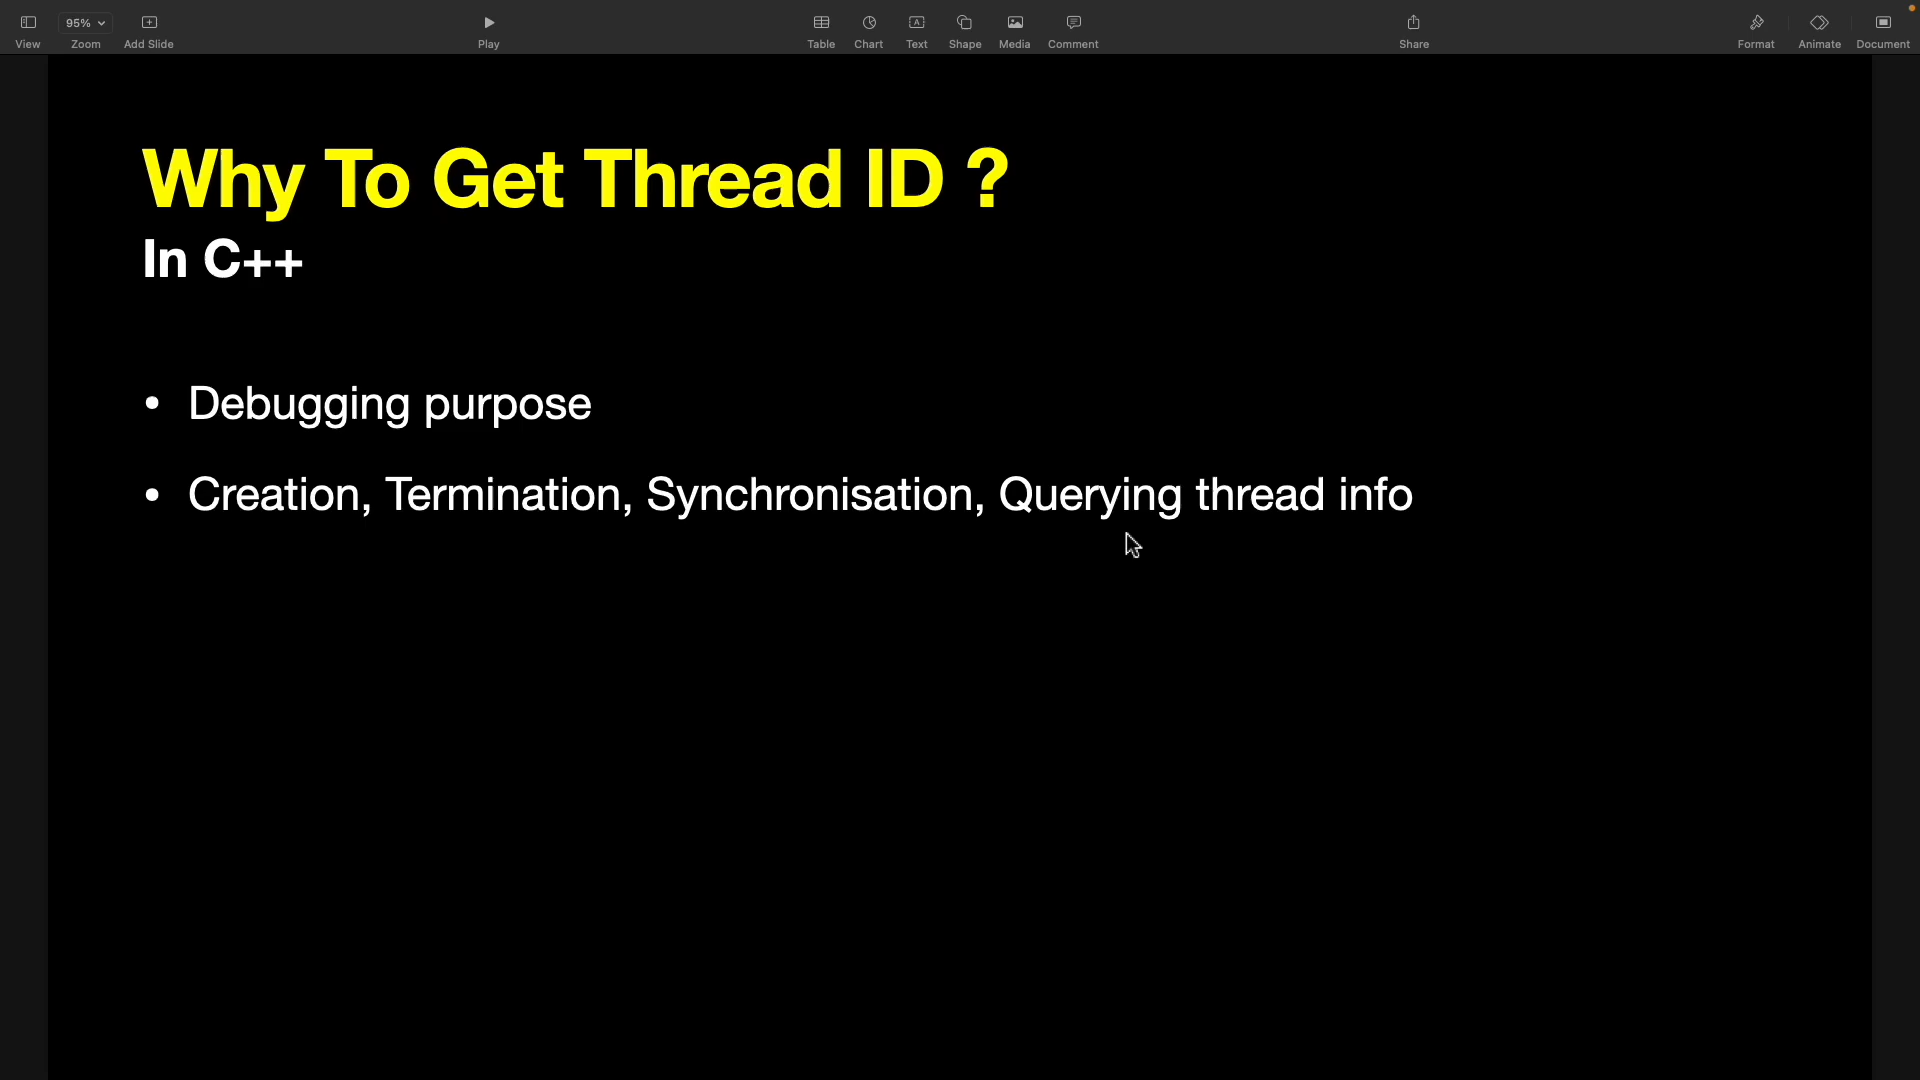 View
95%
Zoom
Add Slide
Play
Table
Chart
Text
Shape
Media
Comment
Share
Format
Animate
Document
Why To Get Thread ID ?
In C++
• Debugging purpose
• Creation, Termination, Synchronisation, Querying thread info